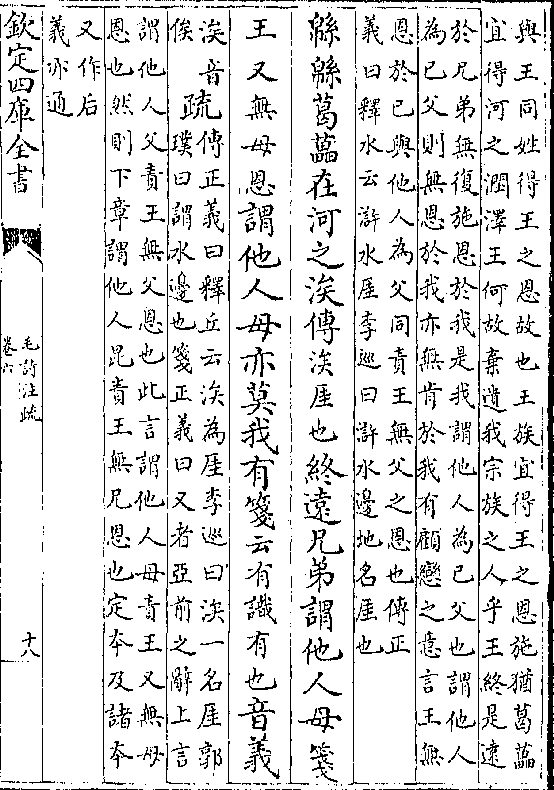 與王同姓得王之恩故也王族宜得王之恩施猶葛藟
宜得河之潤澤王何故棄遺我宗族之人乎王終是逺
於兄弟無復施恩於我是我謂他人為已父也謂他人
為已父則無恩於我亦無肯於我有顧戀之意言王無
恩於已與他人為父同責王無父之恩也傳正
義曰釋水云滸水厓李廵曰滸水邊地名厓也
緜緜葛藟在河之涘傳涘厓也終逺兄弟謂他人母箋
王又無母恩謂他人母亦莫我有箋云有識有也音義
涘音
俟
疏
傳正義曰釋丘云涘為厓李廵曰涘一名厓郭
璞曰謂水邊也箋正義曰又者亞前之辭上言
謂他人父責王無父恩也此言謂他人母責王又無母
恩也然則下章謂他人昆責王無兄恩也定本及諸本
又作后
義亦通
欽定四庫全書
毛詩注疏
卷六
十八